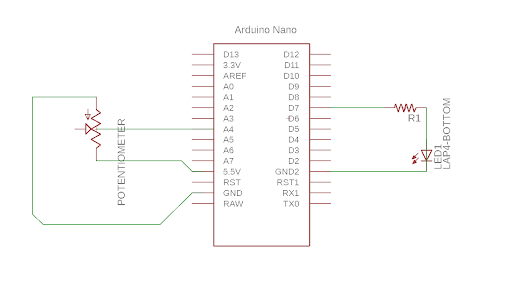 Arduino Nano
D13 D12
3.3V D11
AREF D10
A0 D9
A1 D8
A2 D7
A3 D6
A4 D5
A5 D4
A6 D3
A7 D2
5.5V GND2
RST RST1
GND RX1
RAW TX0
POTENTIOMETER
R1
LED1
LAP4-BOTTOM